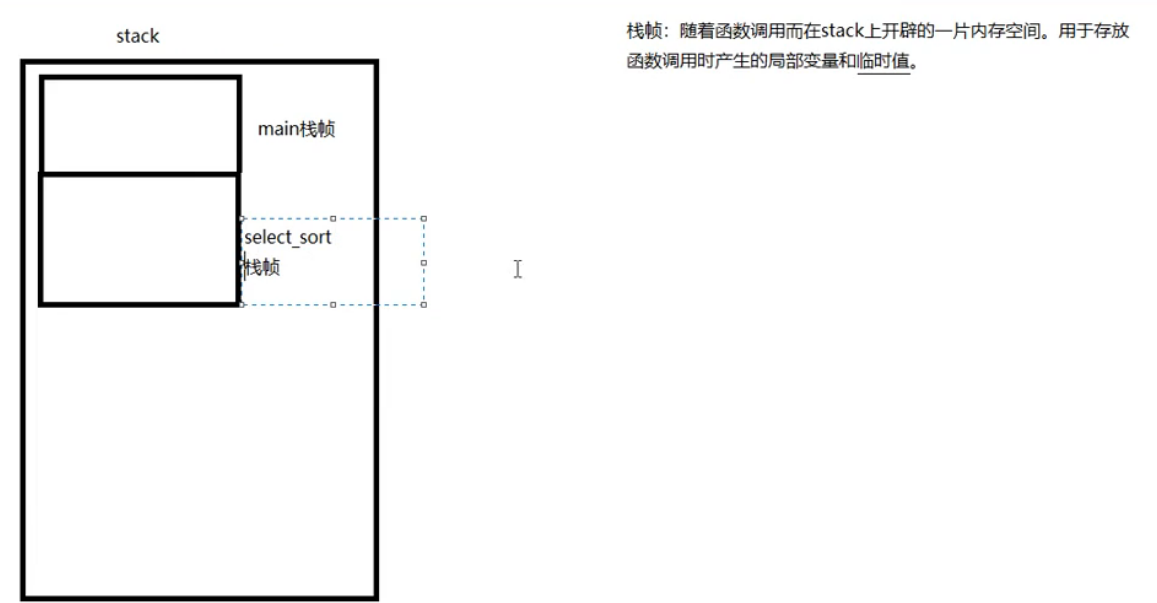 stack
栈帧：随着函数调用而在stack上开辟的一片内存空间。用于存放
函数调用时产生的局部变量和临时值。
main栈帧
select_sort
栈帧